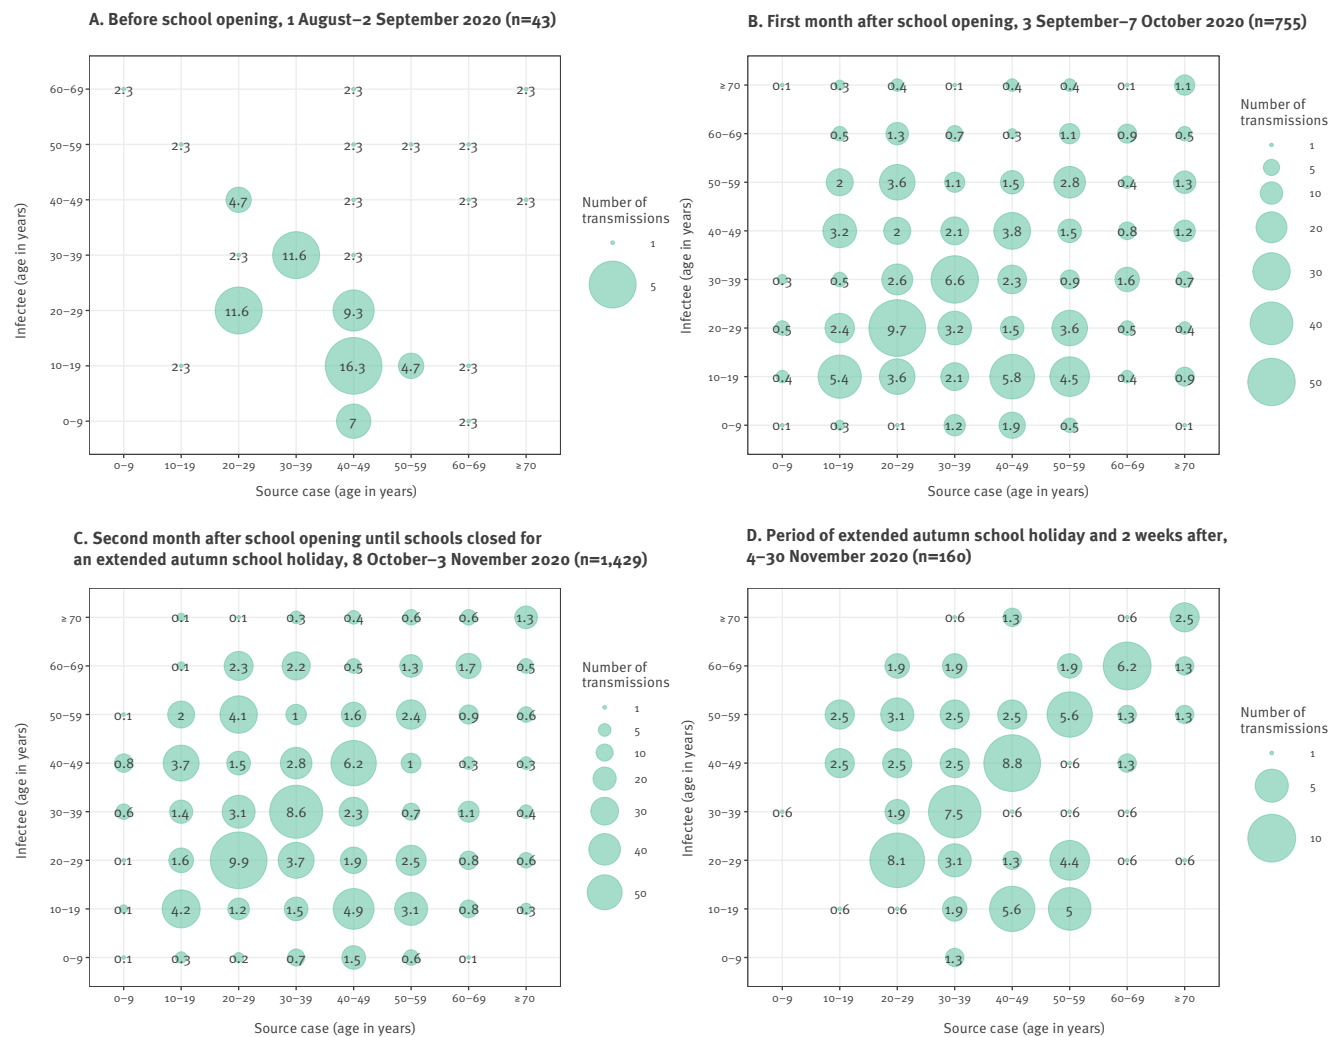 A. Before school opening, 1 August–2 September 2020 (n=43)
60–69 2.3 2.3 2.3
50–59 2.3 2.3 2.3 2.3
40–49 4.7 2.3 2.3 2.3
30–39 2.3 11.6 2.3
20–29 11.6 9.3
10–19 2.3 16.3 4.7 2.3
0–9 7 2.3
0–9 10–19 20–29 30–39 40–49 50–59 60–69 ≥70
Source case (age in years)
Infectee (age in years)
Number of
transmissions
1
5
B. First month after school opening, 3 September–7 October 2020 (n=755)
≥70 0.1 0.3 0.4 0.1 0.4 0.4 0.1 1.1
60–69 0.5 1.3 0.7 0.3 1.1 0.9 0.5
50–59 2 3.6 1.1 1.5 2.8 0.4 1.3
40–49 3.2 2 2.1 3.8 1.5 0.8 1.2
30–39 0.3 0.5 2.6 6.6 2.3 0.9 1.6 0.7
20–29 0.5 2.4 9.7 3.2 1.5 3.6 0.5 0.4
10–19 0.4 5.4 3.6 2.1 5.8 4.5 0.4 0.9
0–9 0.1 0.3 0.1 1.2 1.9 0.5 0.1
0–9 10–19 20–29 30–39 40–49 50–59 60–69 ≥70
Source case (age in years)
Infectee (age in years)
Number of
transmissions
1
5
10
20
30
40
50
C. Second month after school opening until schools closed for
an extended autumn school holiday, 8 October–3 November 2020 (n=1,429)
≥70 0.1 0.1 0.3 0.4 0.6 0.6 1.3
60–69 0.1 2.3 2.2 0.5 1.3 1.7 0.5
50–59 0.1 2 4.1 1 1.6 2.4 0.9 0.6
40–49 0.8 3.7 1.5 2.8 6.2 1 0.3 0.3
30–39 0.6 1.4 3.1 8.6 2.3 0.7 1.1 0.4
20–29 0.1 1.6 9.9 3.7 1.9 2.5 0.8 0.6
10–19 0.1 4.2 1.2 1.5 4.9 3.1 0.8 0.3
0–9 0.1 0.3 0.2 0.7 1.5 0.6 0.1
0–9 10–19 20–29 30–39 40–49 50–59 60–69 ≥70
Source case (age in years)
Infectee (age in years)
Number of
transmissions
1
5
10
20
30
40
50
D. Period of extended autumn school holiday and 2 weeks after,
4–30 November 2020 (n=160)
≥70 0.6 1.3 0.6 2.5
60–69 1.9 1.9 1.9 6.2 1.3
50–59 2.5 3.1 2.5 2.5 5.6 1.3 1.3
40–49 2.5 2.5 2.5 8.8 0.6 1.3
30–39 0.6 1.9 7.5 0.6 0.6 0.6
20–29 8.1 3.1 1.3 4.4 0.6 0.6
10–19 0.6 0.6 1.9 5.6 5
0–9 1.3
0–9 10–19 20–29 30–39 40–49 50–59 60–69 ≥70
Source case (age in years)
Infectee (age in years)
Number of
transmissions
1
5
10